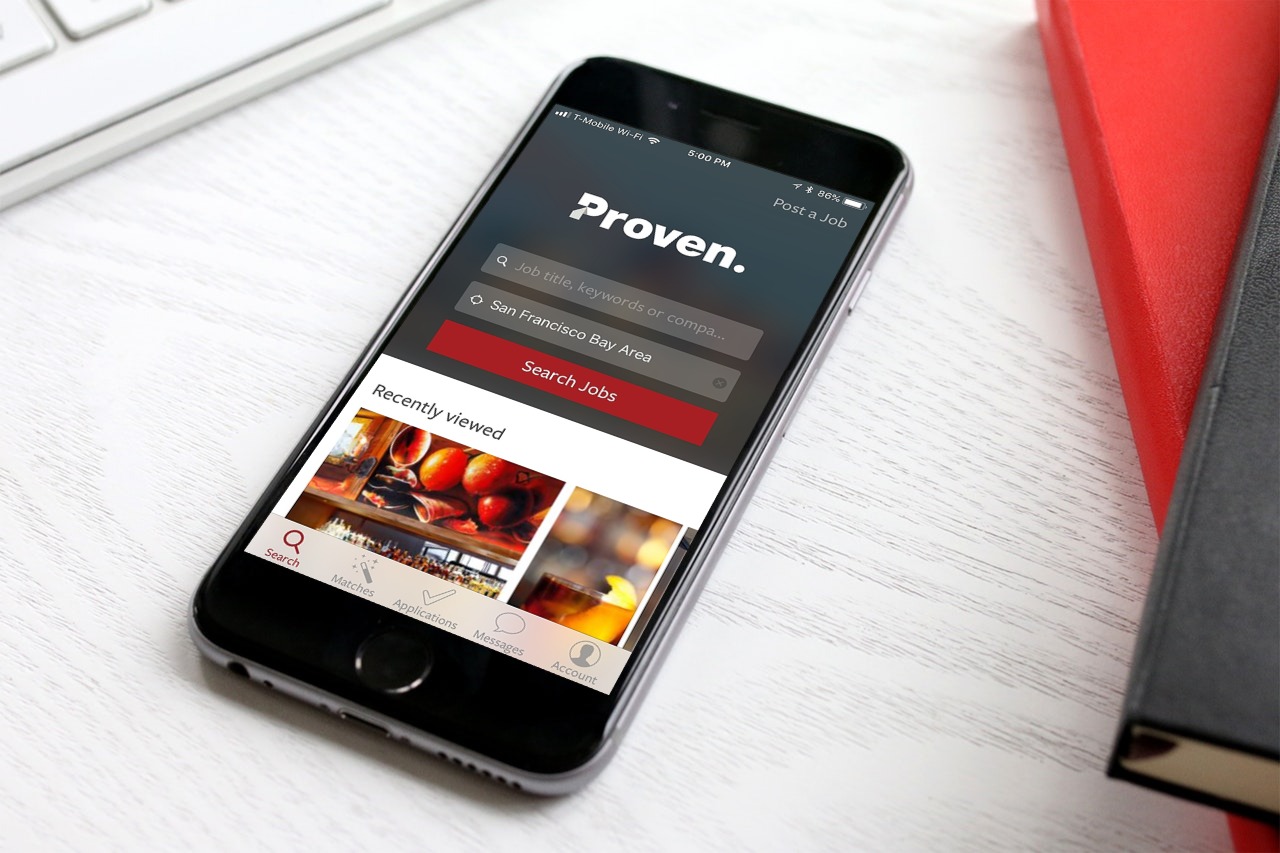 T-Mobile Wi-Fi
5:00 PM
86%
Post a Job
Proven.
Job title, keywords or compa...
San Francisco Bay Area
Search Jobs
Recently viewed
Search
Matches
Applications
Messages
Account